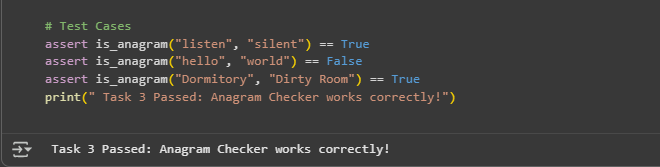 # Test Cases
assert is_anagram("listen", "silent") == True
assert is_anagram("hello", "world") == False
assert is_anagram("Dormitory", "Dirty Room") == True
print(" Task 3 Passed: Anagram Checker works correctly!")
Task 3 Passed: Anagram Checker works correctly!